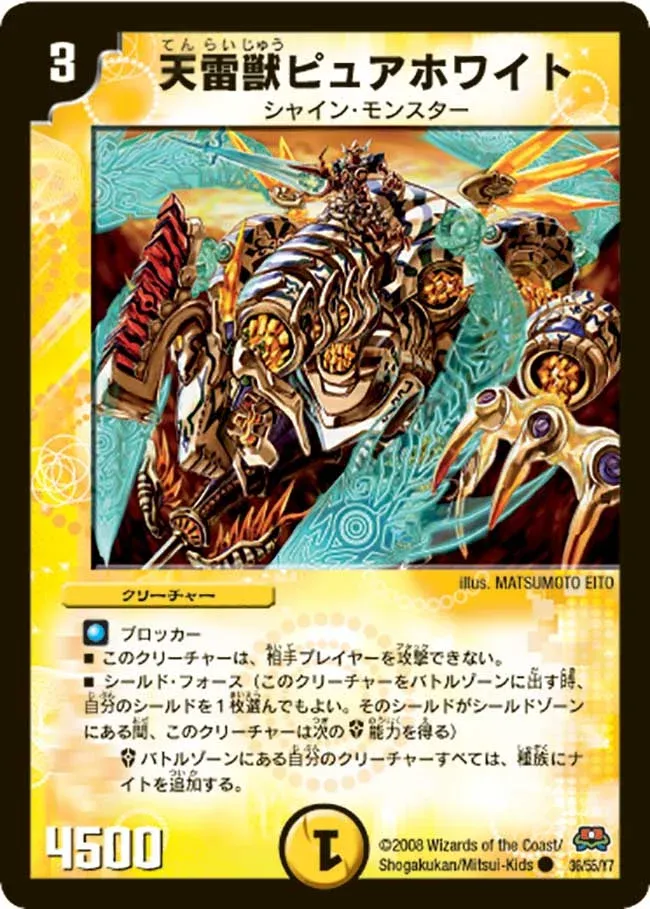 3
てんらいじゅう
天雷獣ピュアホワイト
シャイン・モンスター
illus. MATSUMOTO EITO
クリーチャー
ブロッカー
■ このクリーチャーは、相手プレイヤーを攻撃できない。
■ シールド・フォース（このクリーチャーをバトルゾーンに出す時、
自分のシールドを1枚選んでもよい。そのシールドがシールドゾーン
にある間、このクリーチャーは次の能力を得る）
バトルゾーンにある自分のクリーチャーすべては、種族にナ
イトを追加する。
4500
1
©2008 Wizards of the Coast/
Shogakukan/Mitsui-Kids
36/55/Y7